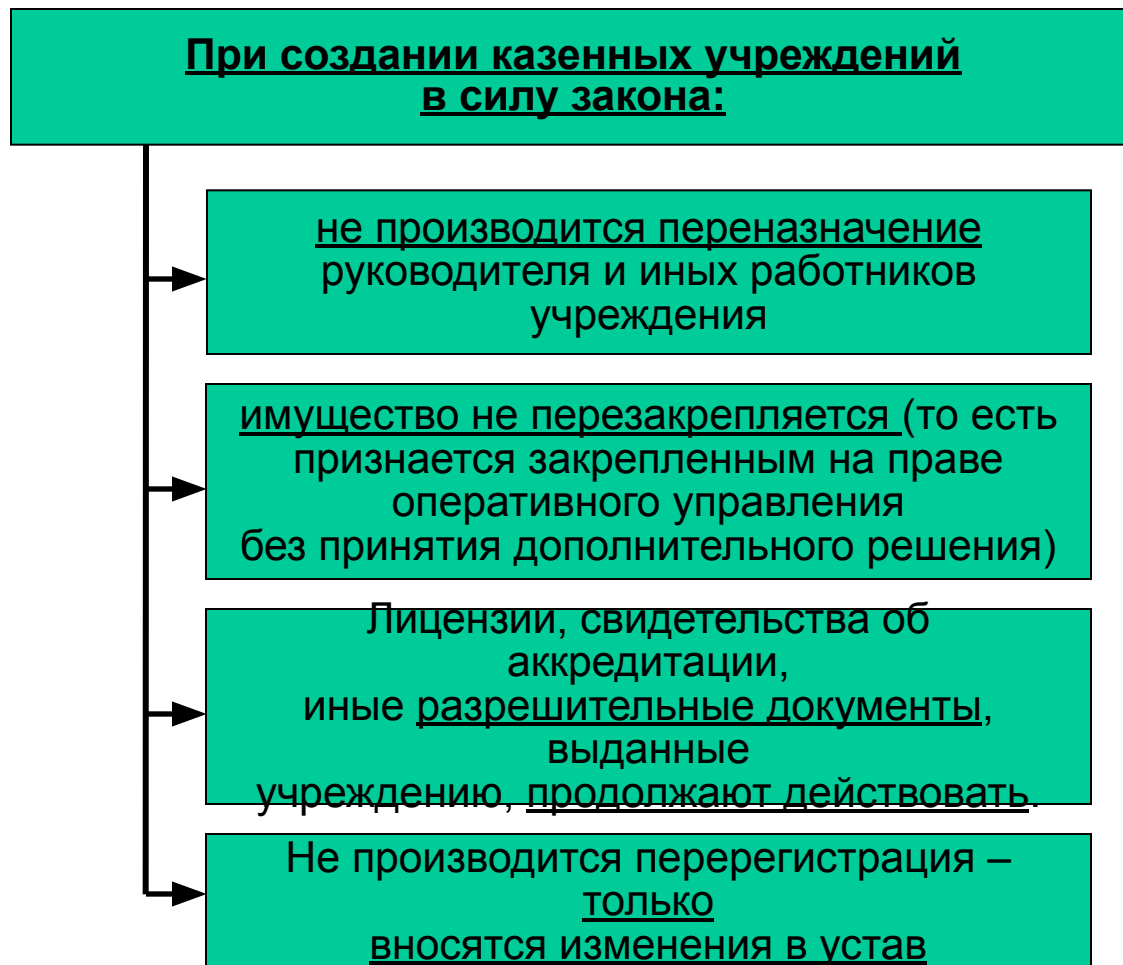 При создании казенных учреждений
в силу закона:
не производится переназначение
руководителя и иных работников
учреждения
имущество не перезакрепляется (то есть
признается закрепленным на праве
оперативного управления
без принятия дополнительного решения)
Лицензии, свидетельства об
аккредитации,
иные разрешительные документы,
выданные
учреждению, продолжают действовать.
Не производится перерегистрация –
только
вносятся изменения в устав